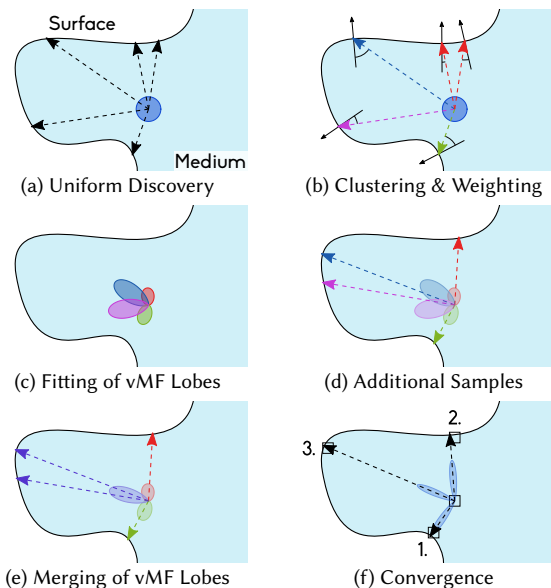 Surface
Medium
(a) Uniform Discovery
(b) Clustering & Weighting
(c) Fitting of vMF Lobes
(d) Additional Samples
2.
3.
1.
(e) Merging of vMF Lobes
(f) Convergence